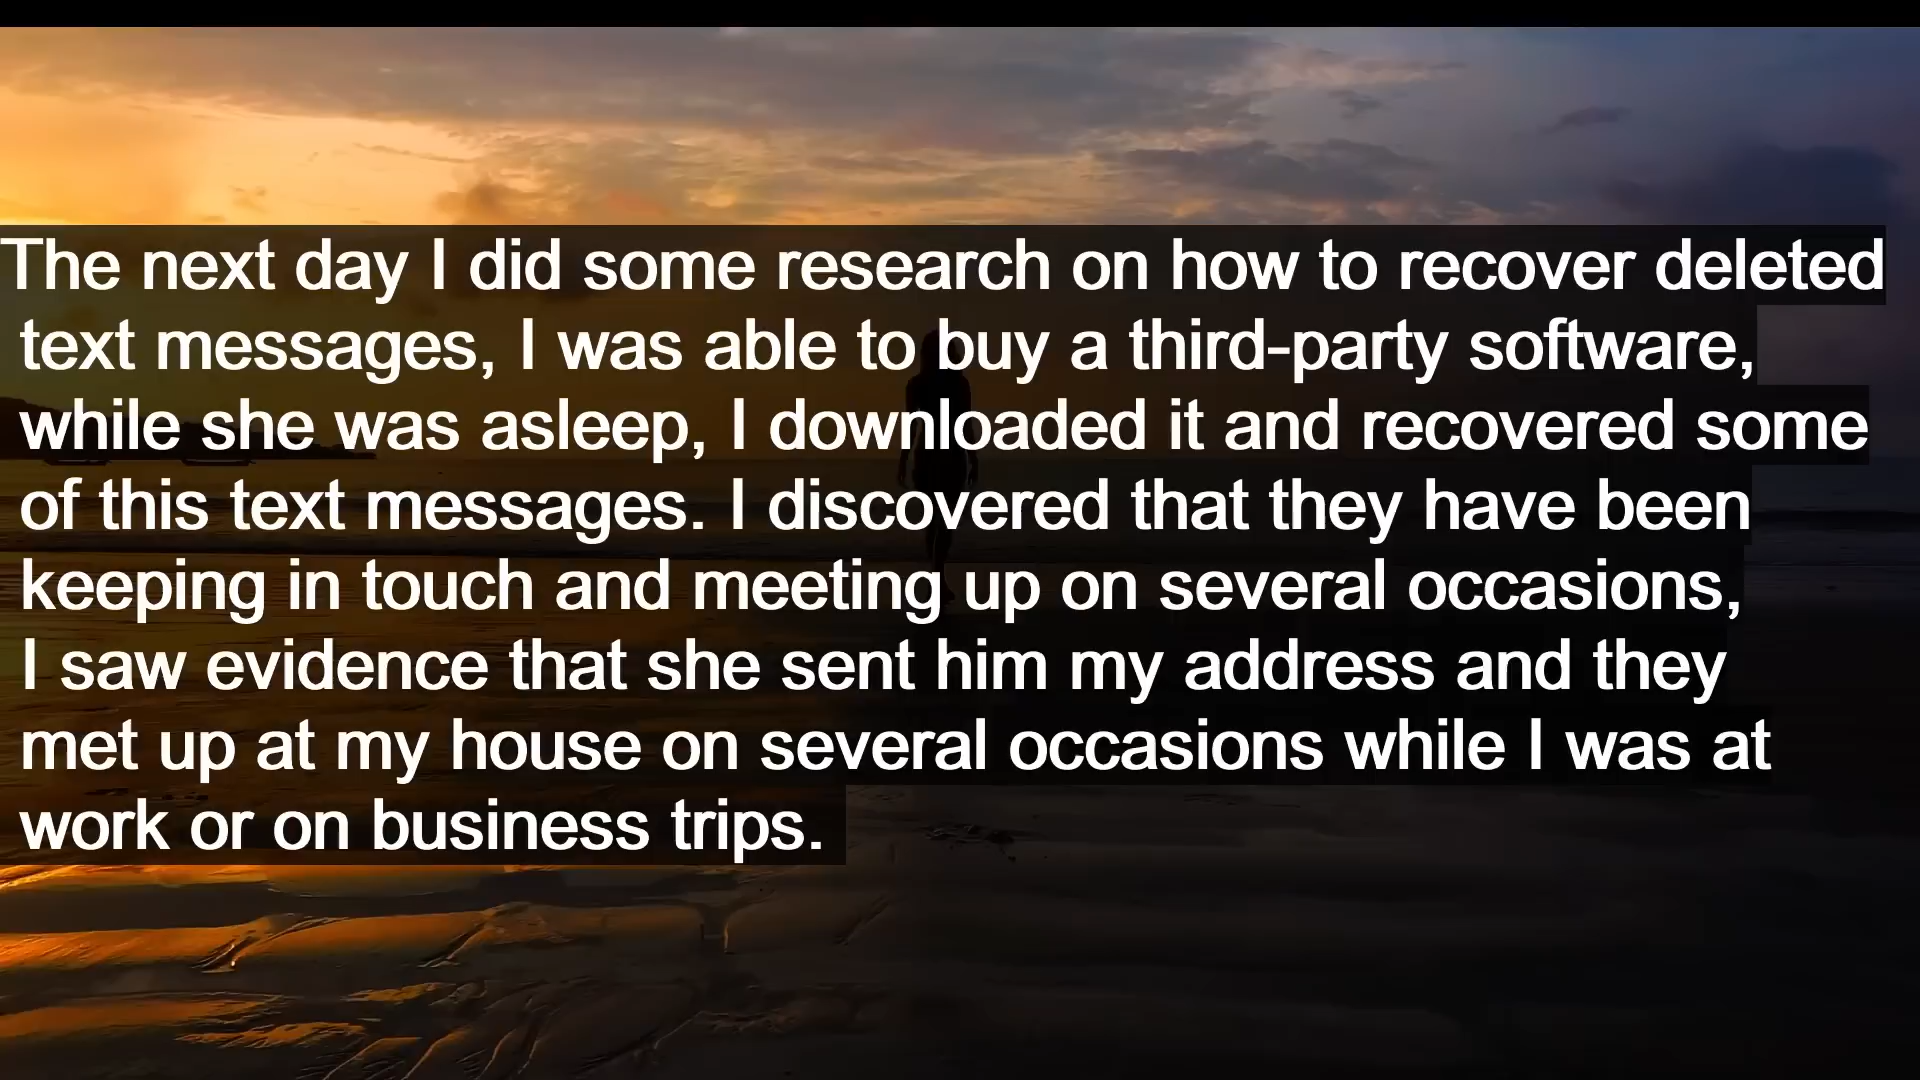 The next day I did some research on how to recover deleted
text messages, I was able to buy a third-party software,
while she was asleep, I downloaded it and recovered some
of this text messages. I discovered that they have been
keeping in touch and meeting up on several occasions,
I saw evidence that she sent him my address and they
met up at my house on several occasions while I was at
work or on business trips.